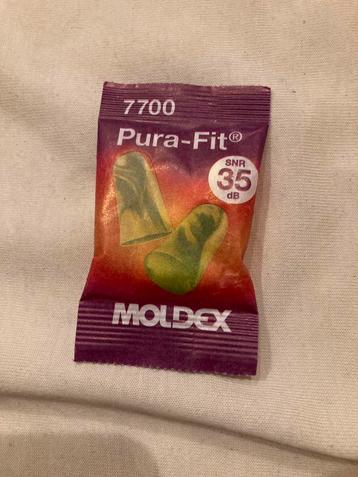 7700
Pura-Fit®
SNR
35
dB
MOLDEX